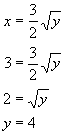 x = 3/2 √y
3 = 3/2 √y
2 = √y
y = 4